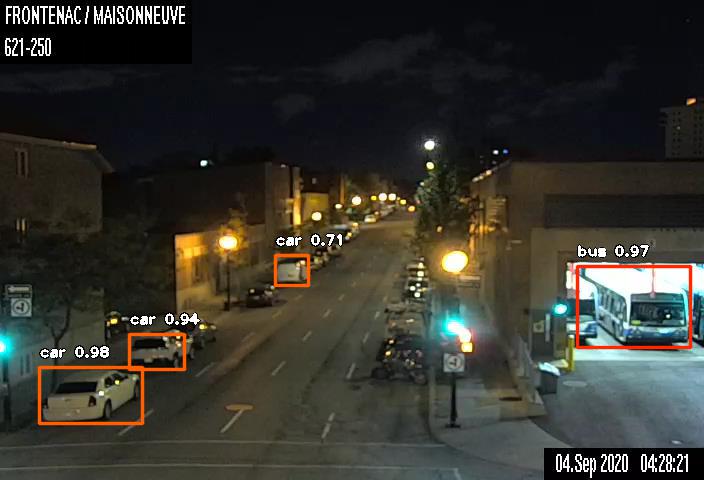 FRONTENAC / MAISONNEUVE
621-250
car 0.71
bus 0.97
car 0.94
car 0.98
04.Sep 2020 04:28:21